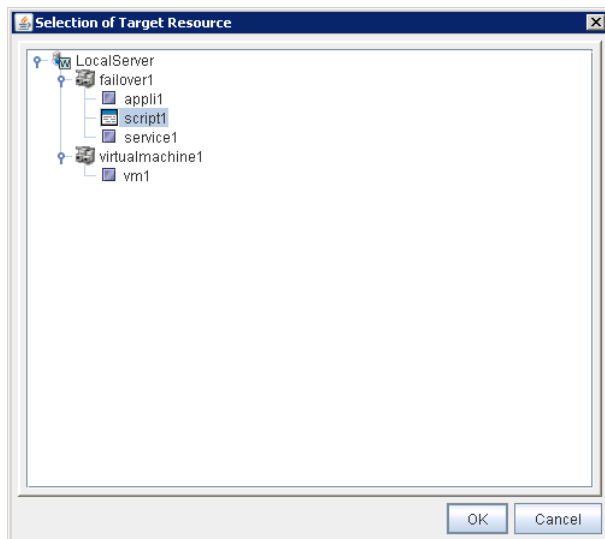 Selection of Target Resource
LocalServer
failover1
appli1
script1
service1
virtualmachine1
vm1
OK Cancel